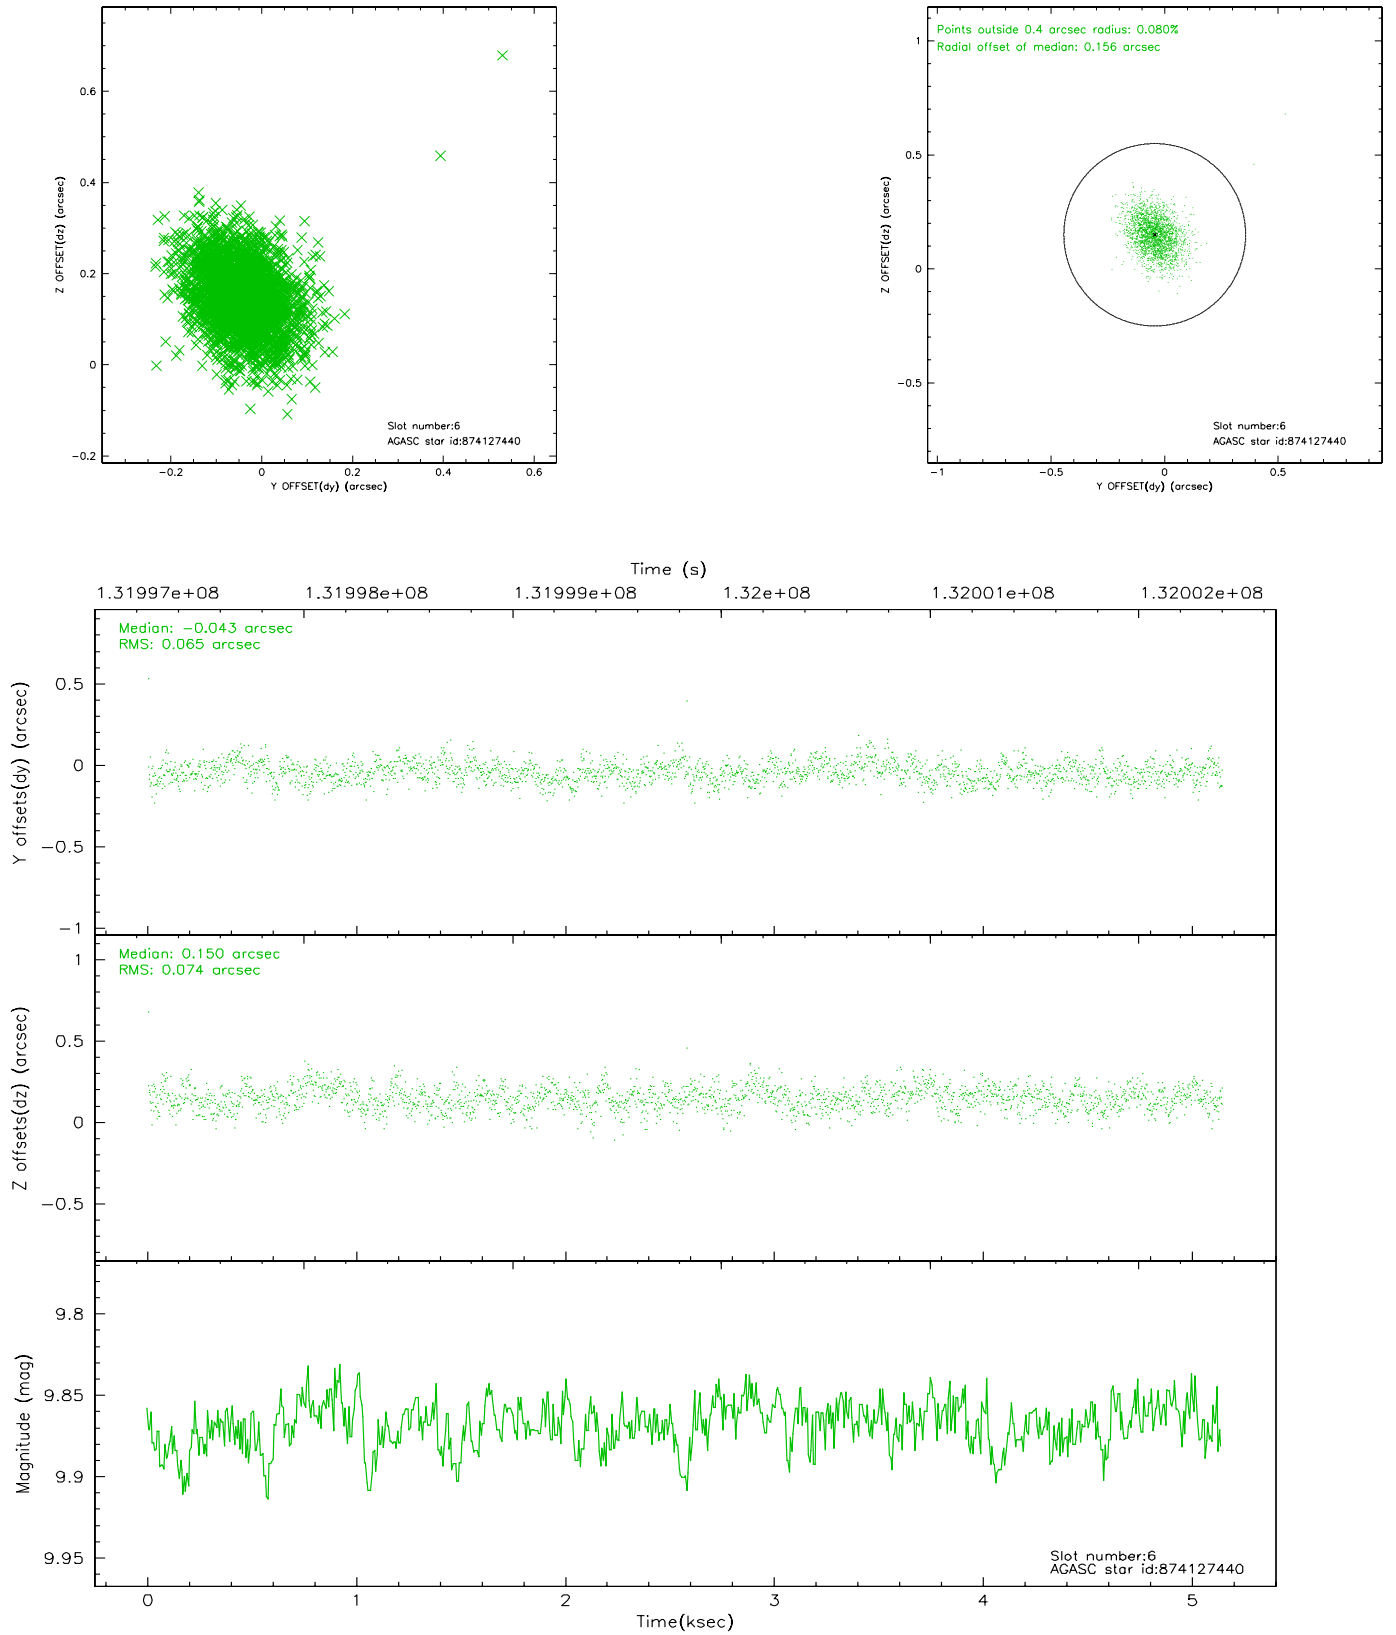 0.6
0.4
0.2
0
−0.2
Z OFFSET(dz) (arcsec)
Slot number:6
AGASC star id:874127440
−0.2 0 0.2 0.4 0.6
Y OFFSET(dy) (arcsec)
Points outside 0.4 arcsec radius: 0.080%
Radial offset of median: 0.156 arcsec
1
0.5
0
−0.5
Z OFFSET(dz) (arcsec)
Slot number:6
AGASC star id:874127440
−1 −0.5 0 0.5
Y OFFSET(dy) (arcsec)
Time (s)
1.31997e+08 1.31998e+08 1.31999e+08 1.32e+08 1.32001e+08 1.32002e+08
Median: −0.043 arcsec
RMS: 0.065 arcsec
0.5
0
−0.5
−1
Y offsets(dy) (arcsec)
Median: 0.150 arcsec
RMS: 0.074 arcsec
1
0.5
0
−0.5
Z offsets(dz) (arcsec)
9.8
9.85
9.9
9.95
Magnitude (mag)
Slot number:6
AGASC star id:874127440
0 1 2 3 4 5
Time(ksec)